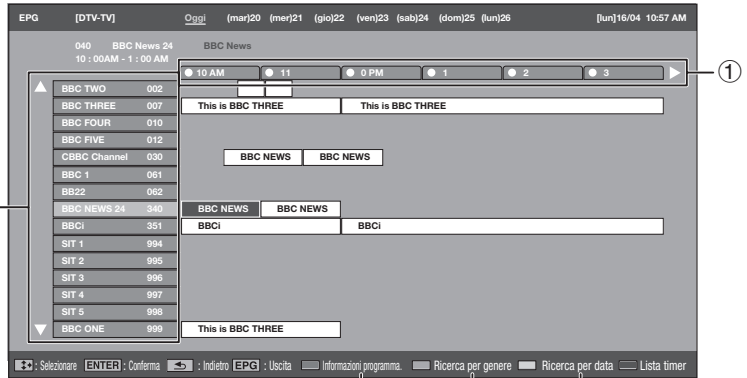 EPG [DTV-TV] Oggi (mar)20 (mer)21 (gio)22 (ven)23 (sab)24 (dom)25 (lun)26 [lun]16/04 10:57 AM
040 BBC News 24 BBC News
10 : 00AM - 1 : 00 AM
10 AM 11 0 PM 1 2 3
①
BBC TWO 002
BBC THREE 007 This is BBC THREE This is BBC THREE
BBC FOUR 010
BBC FIVE 012
CBBC Channel 030 BBC NEWS BBC NEWS
BBC 1 061
BB22 062
BBC NEWS 24 340 BBC NEWS BBC NEWS
BBCi 351 BBCi BBCi
SIT 1 994
SIT 2 995
SIT 3 996
SIT 4 997
SIT 5 998
BBC ONE 999 This is BBC THREE
: Selezionare ENTER : Conferma : Indietro EPG : Uscita Informazioni programma. Ricerca per genere Ricerca per data Lista timer